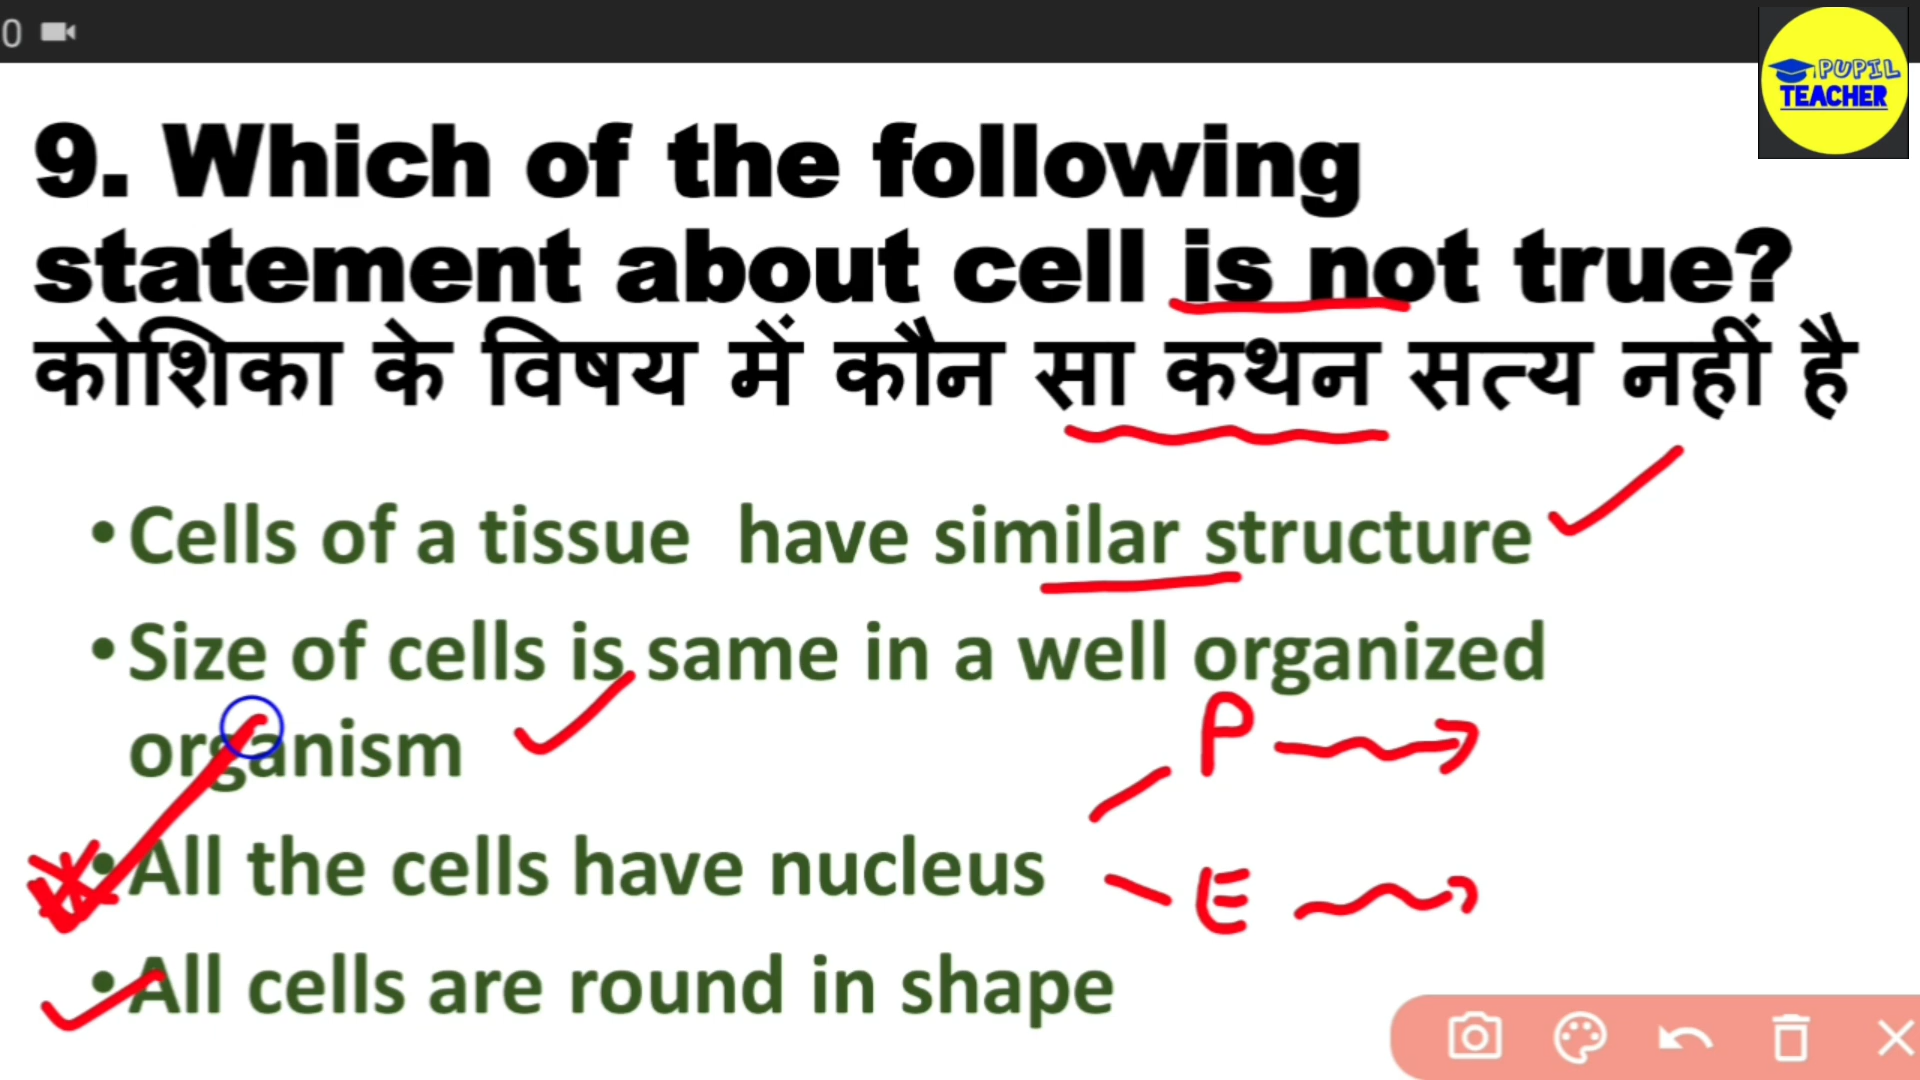 0
PUPIL
TEACHER
9. Which of the following
statement about cell is not true?
कोशिका के विषय में कौन सा कथन सत्य नहीं है
• Cells of a tissue have similar structure
• Size of cells is same in a well organized
organism
P
• All the cells have nucleus
E
• All cells are round in shape